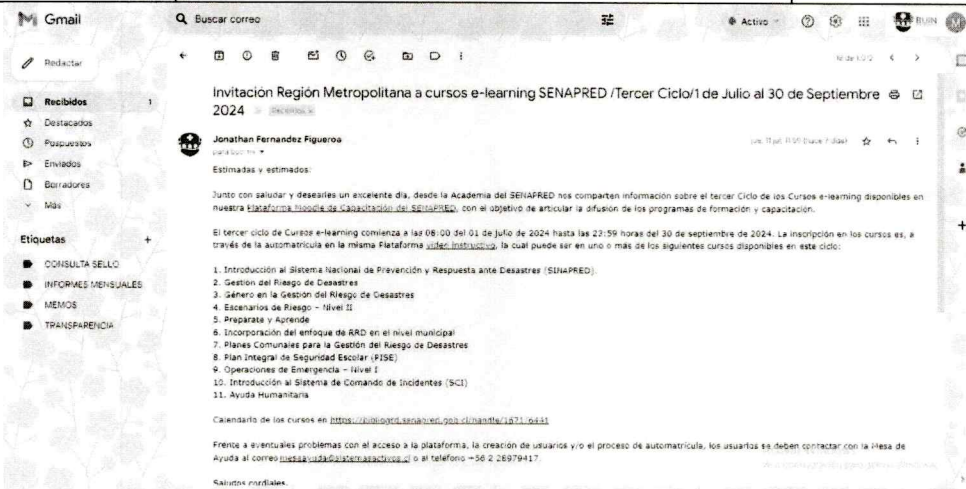 Gmail
Buscar correo
Activo
BUIN
M
Redactar
Recibidos 1
Destacados
Pospuestos
Enviados
Borradores
Más
Etiquetas +
CONSULTA SELLO
INFORMES MENSUALES
MEMOS
TRANSPARENCIA
Invitación Región Metropolitana a cursos e-learning SENAPRED /Tercer Ciclo/1 de Julio al 30 de Septiembre
2024
Jonathan Fernandez Figueroa
Estimadas y estimados:
Junto con saludar y desearles un excelente día, desde la Academia del SENAPRED nos comparten información sobre el tercer Ciclo de los Cursos e-learning disponibles en
nuestra Plataforma Moodle de Capacitación del SENAPRED, con el objetivo de articular la difusión de los programas de formación y capacitación.
El tercer ciclo de Cursos e-learning comienza a las 06:00 del 01 de julio de 2024 hasta las 23:59 horas del 30 de septiembre de 2024. La inscripción en los cursos es, a
través de la automatrícula en la misma Plataforma video instructivo, la cual puede ser en uno o más de los siguientes cursos disponibles en este ciclo:
1. Introducción al Sistema Nacional de Prevención y Respuesta ante Desastres (SINAPRED).
2. Gestión del Riesgo de Desastres
3. Género en la Gestión del Riesgo de Desastres
4. Escenarios de Riesgo – Nivel II
5. Prepárate y Aprende
6. Incorporación del enfoque de RRD en el nivel municipal
7. Planes Comunales para la Gestión del Riesgo de Desastres
8. Plan Integral de Seguridad Escolar (PISE)
9. Operaciones de Emergencia – Nivel I
10. Introducción al Sistema de Comando de Incidentes (SCI)
11. Ayuda Humanitaria
Calendario de los cursos en https://bibliogrd.senapred.gob.cl/handle/1671/6431
Frente a eventuales problemas con el acceso a la plataforma, la creación de usuarios y/o el proceso de automatrícula, los usuarios se deben contactar con la Mesa de
Ayuda al correo mesaayuda@sistemasactivos.cl o al teléfono +56 2 26979417.
Saludos cordiales.